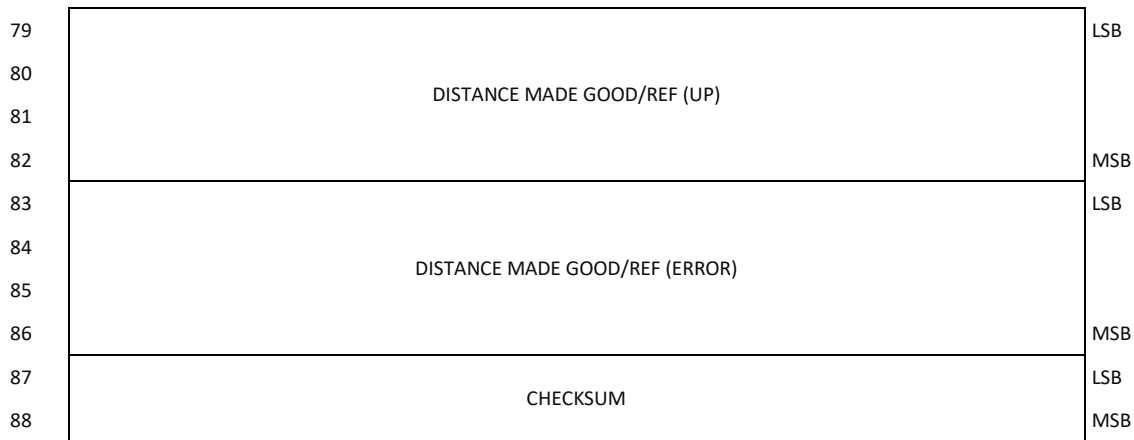 79 LSB
80
DISTANCE MADE GOOD/REF (UP)
81
82 MSB
83 LSB
84
DISTANCE MADE GOOD/REF (ERROR)
85
86 MSB
87 LSB
CHECKSUM
88 MSB